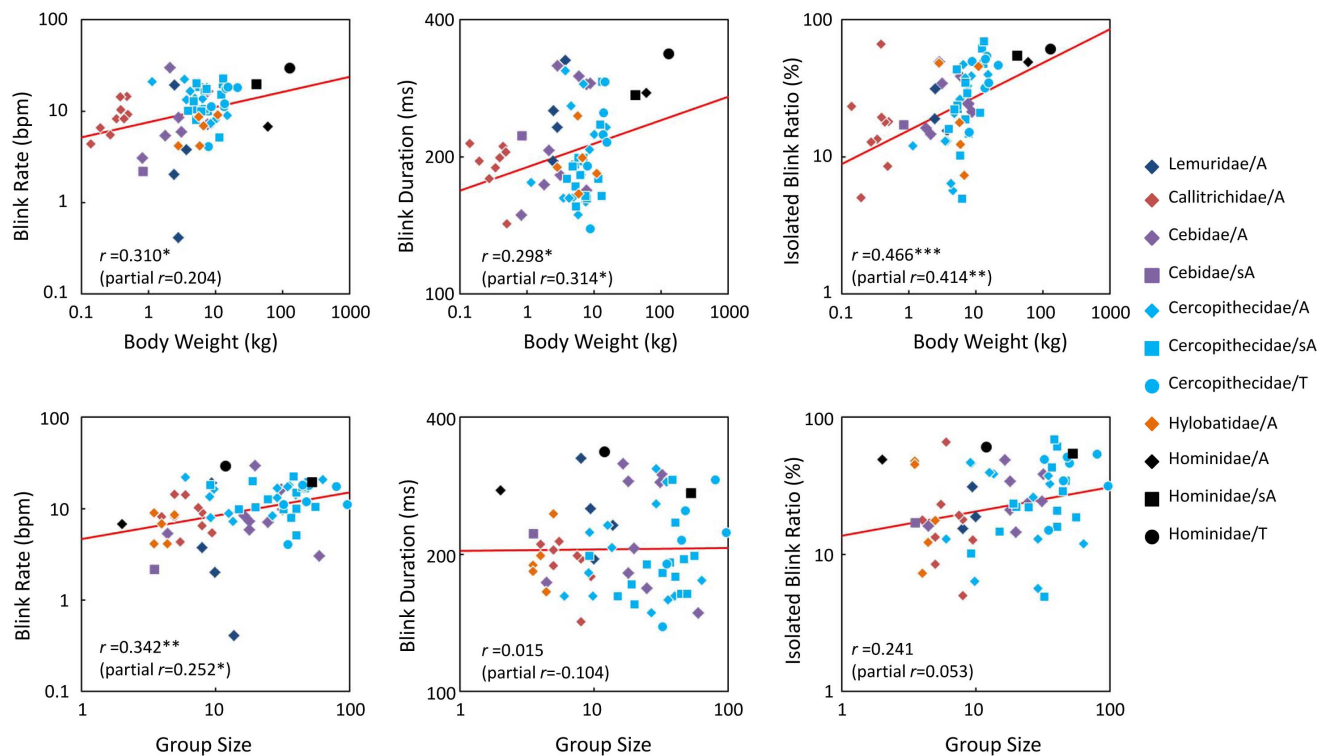 100
10
1
0.1
Blink Rate (bpm)
r =0.310*
(partial r=0.204)
0.1 1 10 100 1000
Body Weight (kg)
400
200
100
Blink Duration (ms)
r =0.298*
(partial r=0.314*)
0.1 1 10 100 1000
Body Weight (kg)
100
10
1
Isolated Blink Ratio (%)
r =0.466***
(partial r=0.414**)
0.1 1 10 100 1000
Body Weight (kg)
100
10
1
0.1
Blink Rate (bpm)
r =0.342**
(partial r=0.252*)
1 10 100
Group Size
400
200
100
Blink Duration (ms)
r =0.015
(partial r=-0.104)
1 10 100
Group Size
100
10
1
Isolated Blink Ratio (%)
r =0.241
(partial r=0.053)
1 10 100
Group Size
Lemuridae/A
Callitrichidae/A
Cebidae/A
Cebidae/sA
Cercopithecidae/A
Cercopithecidae/sA
Cercopithecidae/T
Hylobatidae/A
Hominidae/A
Hominidae/sA
Hominidae/T